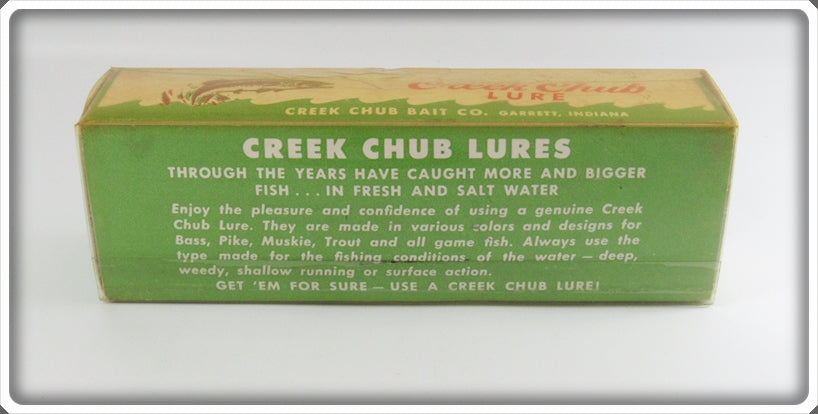 Creek Chub
LURE
CREEK CHUB BAIT CO. GARRETT, INDIANA
CREEK CHUB LURES
THROUGH THE YEARS HAVE CAUGHT MORE AND BIGGER
FISH . . . IN FRESH AND SALT WATER
Enjoy the pleasure and confidence of using a genuine Creek
Chub Lure. They are made in various colors and designs for
Bass, Pike, Muskie, Trout and all game fish. Always use the
type made for the fishing conditions of the water — deep,
weedy, shallow running or surface action.
GET 'EM FOR SURE — USE A CREEK CHUB LURE!